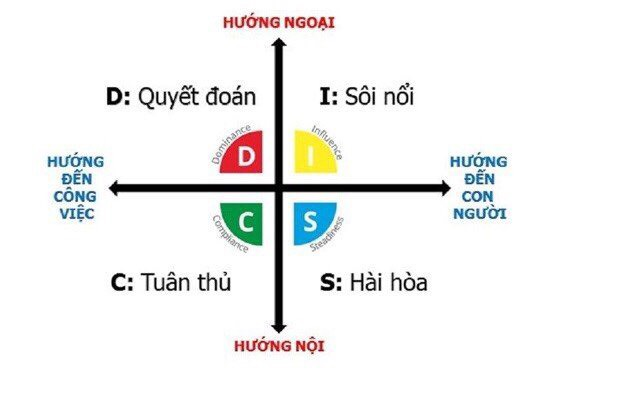 HƯỚNG NGOẠI
D: Quyết đoán
I: Sôi nổi
Dominance
Influence
D
I
HƯỚNG
ĐẾN
CÔNG
VIỆC
HƯỚNG
ĐẾN
CON
NGƯỜI
C
S
Compliance
Steadiness
C: Tuân thủ
S: Hài hòa
HƯỚNG NỘI